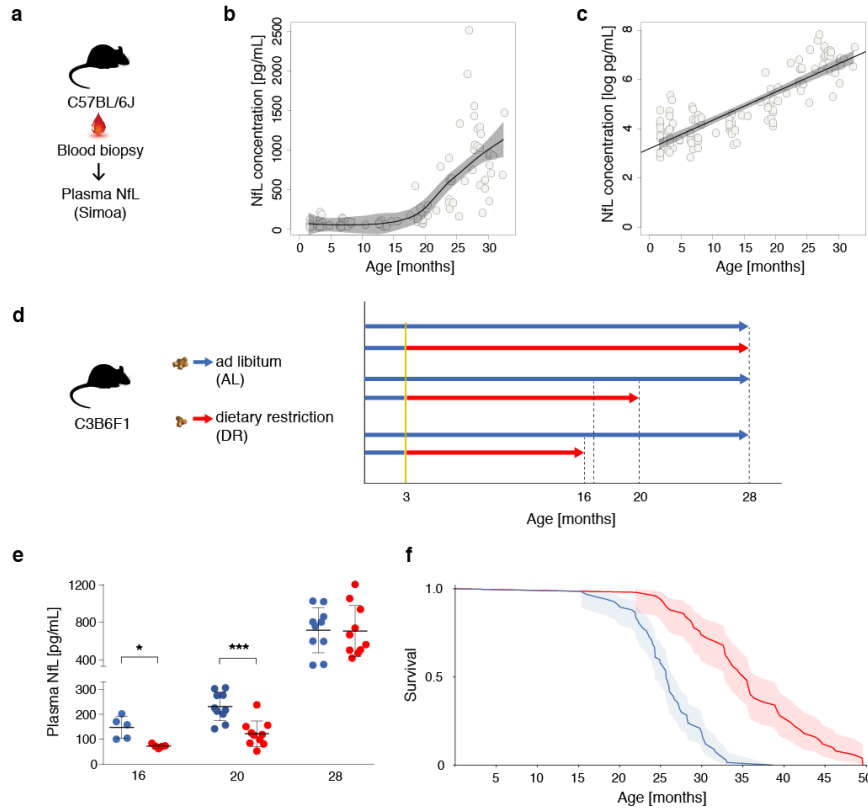 a
C57BL/6J
Blood biopsy
Plasma NfL
(Simoa)
b
NfL concentration [pg/mL]
2500
2000
1500
1000
500
0
0 5 10 15 20 25 30
Age [months]
c
NfL concentration [log pg/mL]
8
6
4
2
0
0 5 10 15 20 25 30
Age [months]
d
C3B6F1
ad libitum
(AL)
dietary restriction
(DR)
3 16 20 28
Age [months]
e
Plasma NfL [pg/mL]
1200
800
400
300
200
100
0
*
***
16 20 28
f
Survival
1.0
0.5
0
5 10 15 20 25 30 35 40 45 50
Age [months]